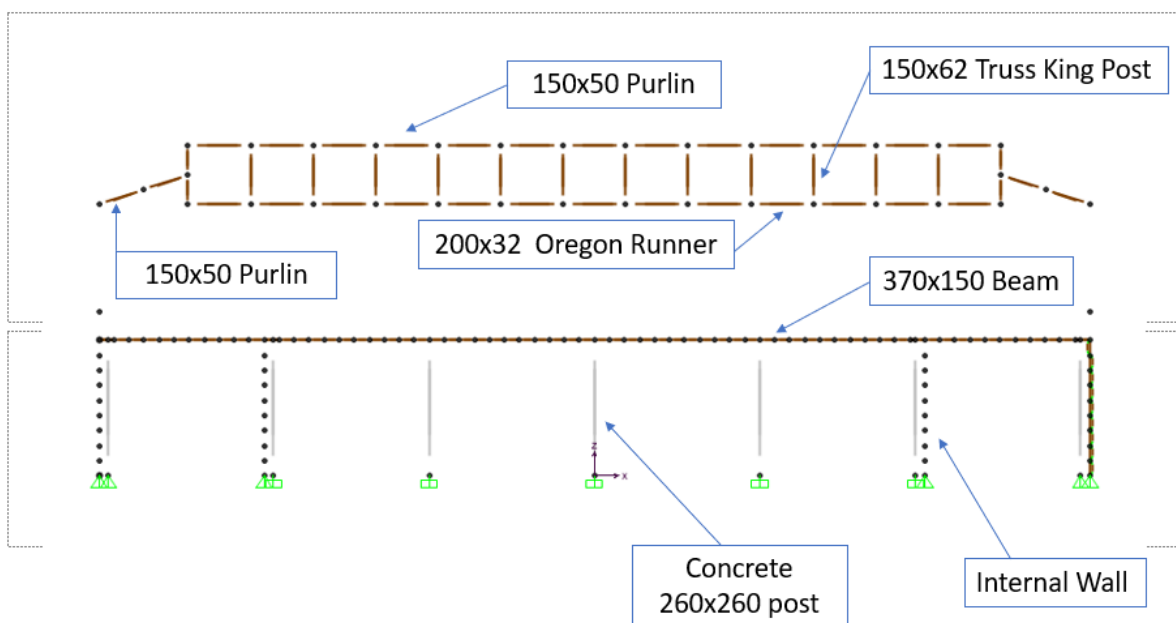 150x50 Purlin
150x62 Truss King Post
200x32  Oregon Runner
150x50 Purlin
370x150 Beam
z
x
Concrete
260x260 post
Internal Wall